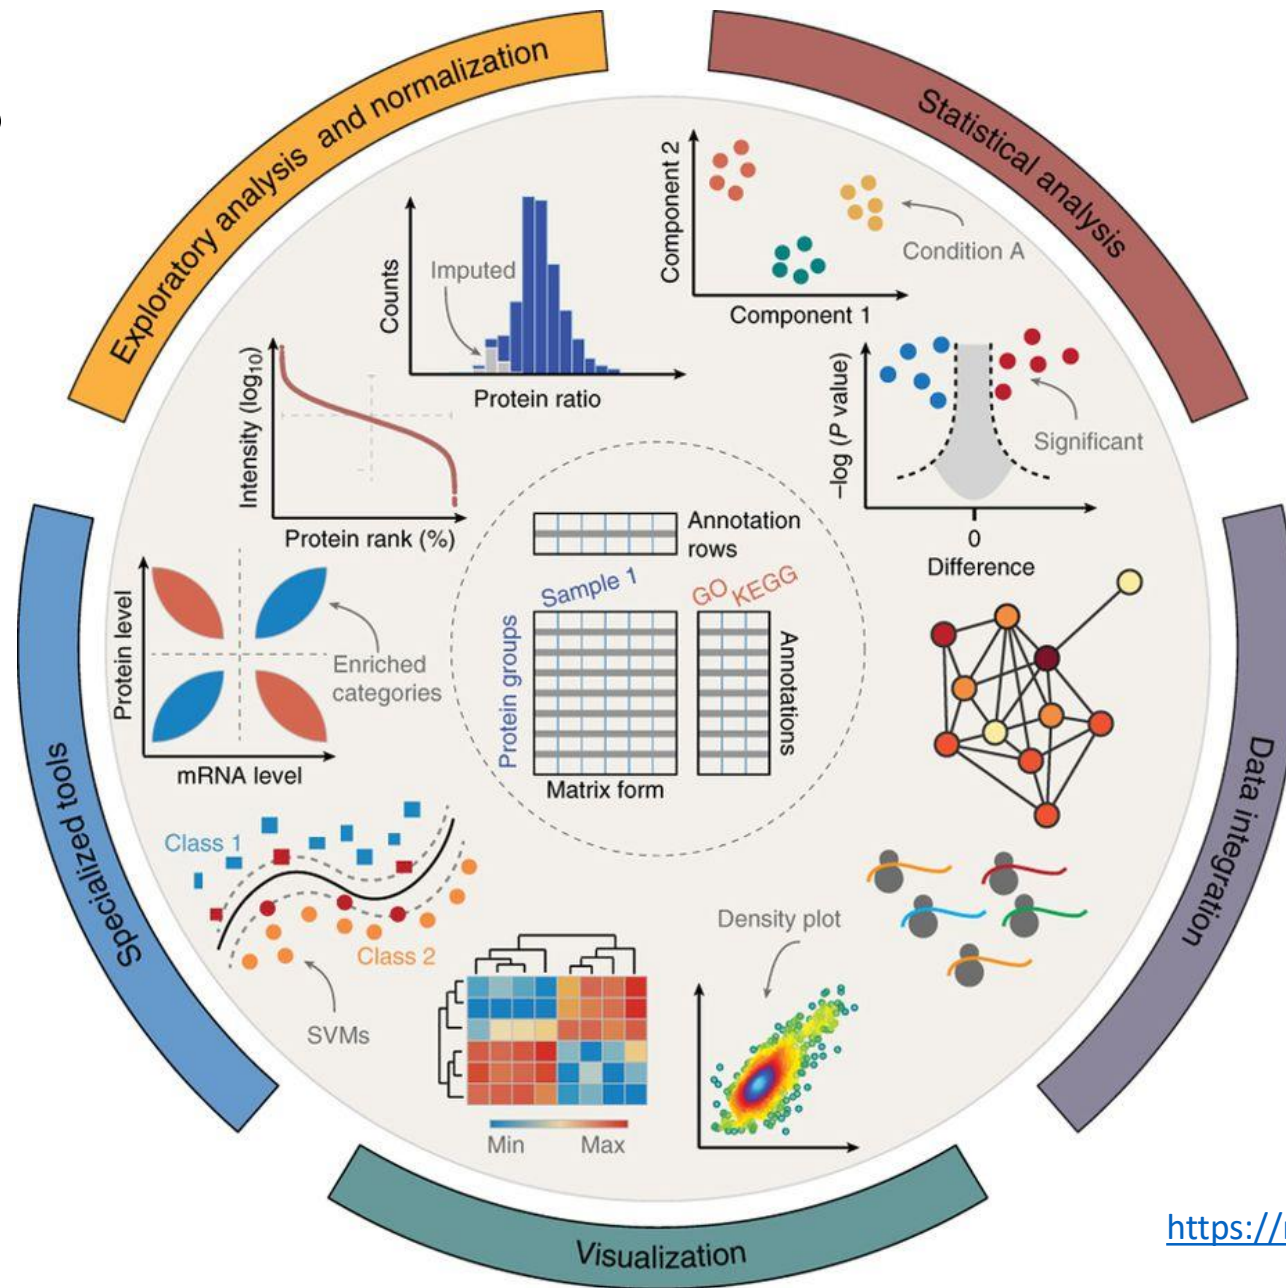 Exploratory analysis and normalization
Statistical analysis
Counts
Imputed
Protein ratio
Component 2
Condition A
Component 1
Intensity (log10)
Protein rank (%)
–log (P value)
Significant
0
Difference
Annotation
rows
Sample 1
GO
KEGG
Protein groups
Annotations
Matrix form
Protein level
Enriched
categories
mRNA level
Specialized tools
Data integration
Class 1
Class 2
SVMs
Density plot
Min
Max
Visualization
https://